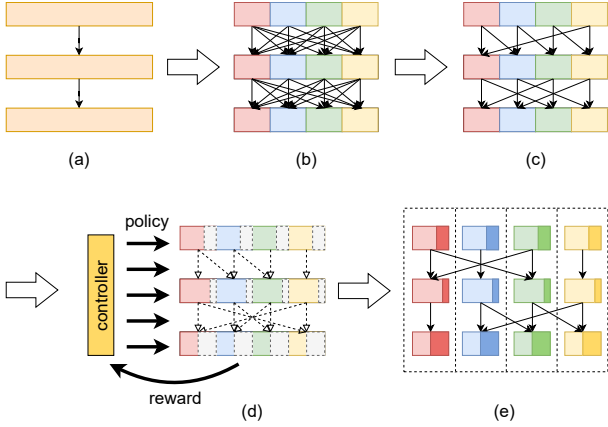 (a)
(b)
(c)
policy
controller
reward
(d)
(e)